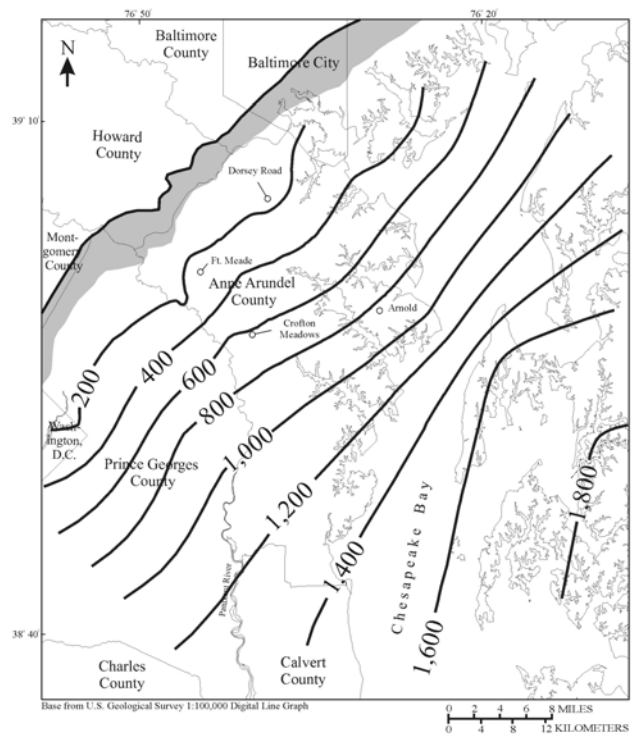 76 50
76 20
Baltimore
County
Baltimore City
N
39 10
Howard
County
Dorsey Road
Mont-
gomery
County
Ft. Meade
Anne Arundel
County
Arnold
Crofton
Meadows
200
400
600
800
1,000
1,200
1,400
1,600
1,800
Wash-
ington,
D.C.
Prince Georges
County
Chesapeake Bay
Patuxent River
38 40
Charles
County
Calvert
County
Base from U.S. Geological Survey 1:100,000 Digital Line Graph
0 2 4 6 8 MILES
0 4 8 12 KILOMETERS